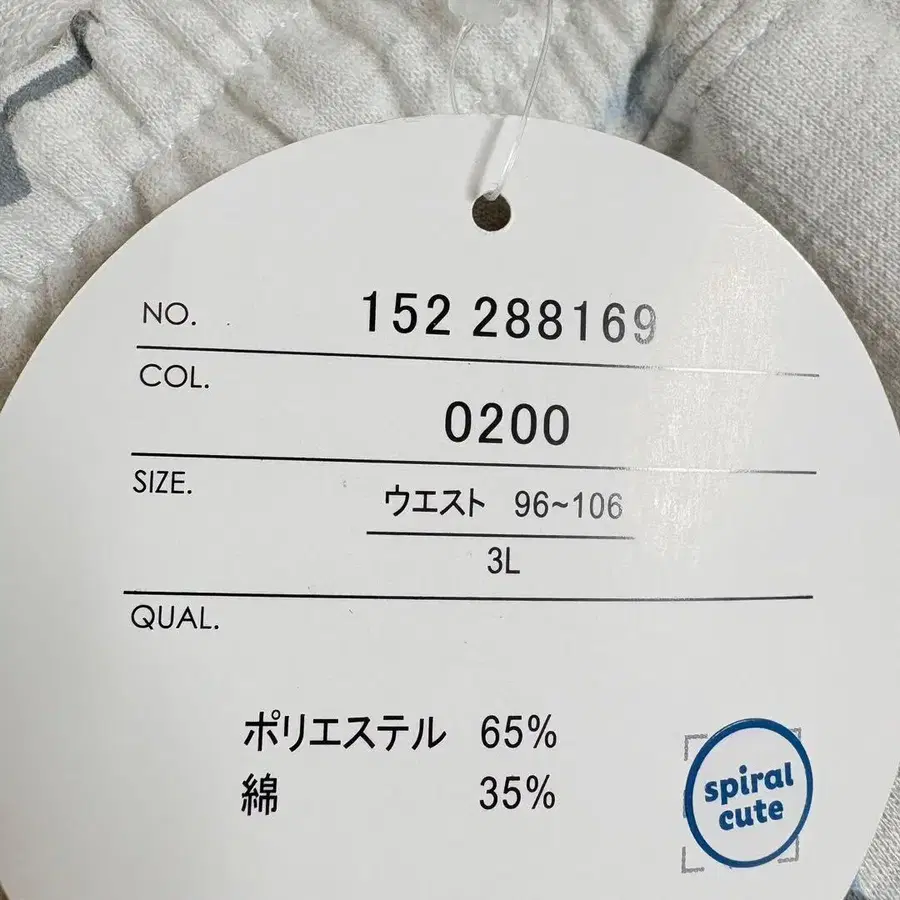 NO. 152 288169
COL.
0200
SIZE.
ウエスト 96~106
3L
QUAL.
ポリエステル 65%
綿 35%
spiral
cute